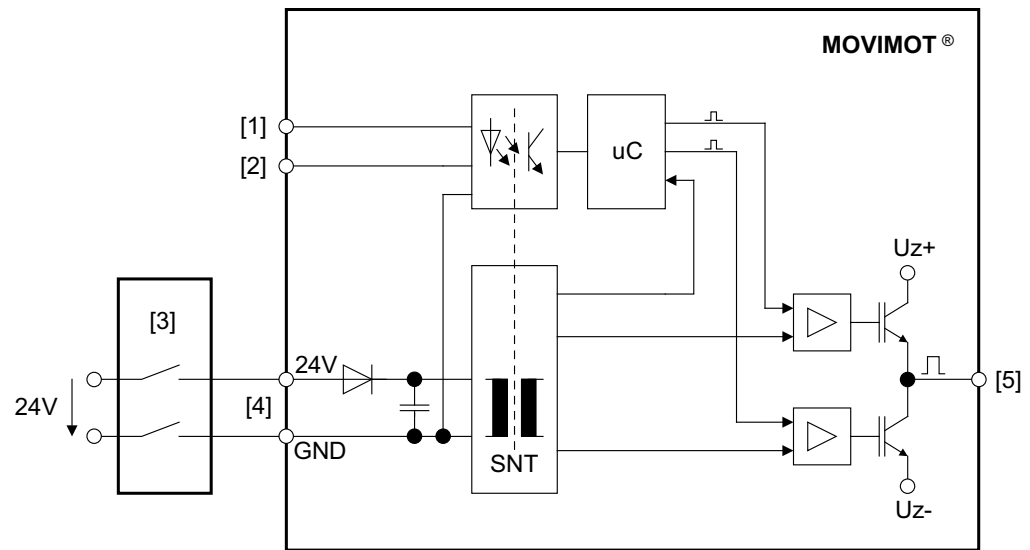 MOVIMOT ®
[1]
[2]
uC
Uz+
[3]
24V
24V
[4]
GND
SNT
[5]
Uz-